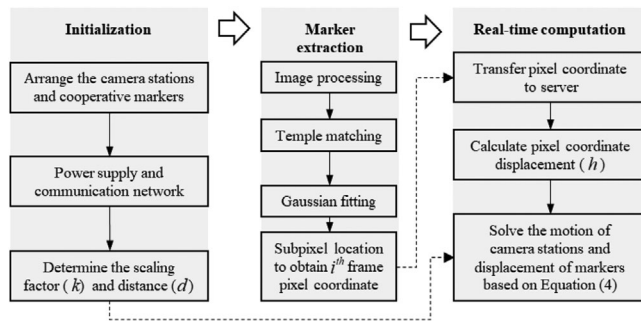 Initialization
Arrange the camera stations
and cooperative markers
Power supply and
communication network
Determine the scaling
factor (k) and distance (d)
Marker
extraction
Image processing
Temple matching
Gaussian fitting
Subpixel location
to obtain i^th frame
pixel coordinate
Real-time computation
Transfer pixel coordinate
to server
Calculate pixel coordinate
displacement (h)
Solve the motion of
camera stations and
displacement of markers
based on Equation (4)